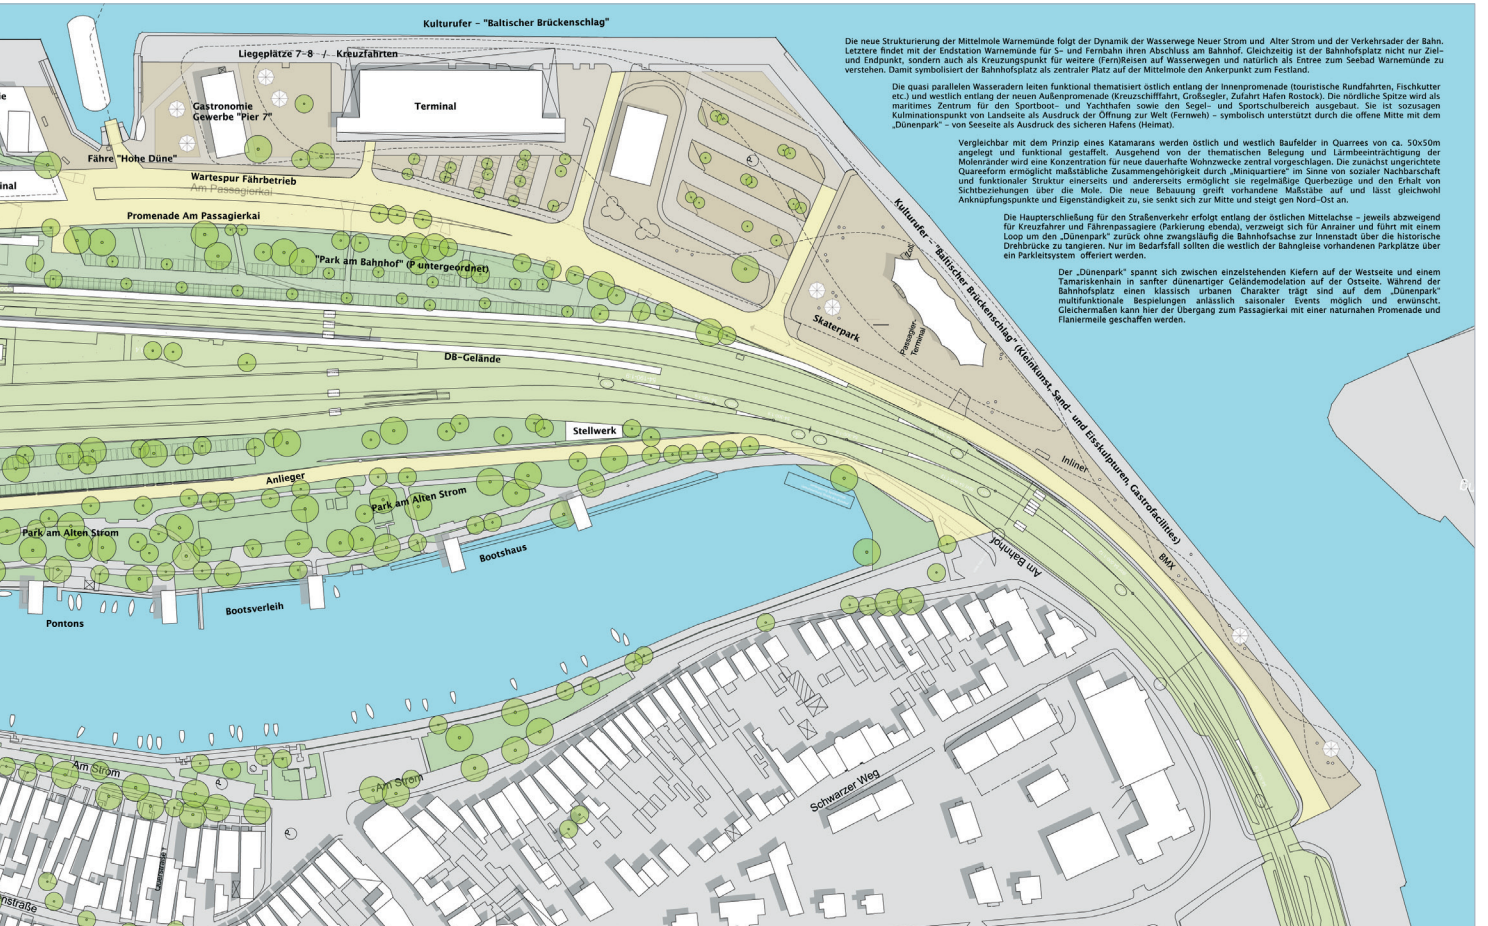 Kulturufer – "Baltischer Brückenschlag"
Liegeplätze 7–8 / Kreuzfahrten
Die neue Strukturierung der Mittelmole Warnemünde folgt der Dynamik der Wasserwege Neuer Strom und Alter Strom und der Verkehrsader der Bahn.
Letztere findet mit der Endstation Warnemünde für S– und Fernbahn ihren Abschluss am Bahnhof. Gleichzeitig ist der Bahnhofsplatz nicht nur Ziel–
und Endpunkt, sondern auch als Kreuzungspunkt für weitere (Fern)Reisen auf Wasserwegen und natürlich als Entree zum Seebad Warnemünde zu
verstehen. Damit symbolisiert der Bahnhofsplatz als zentraler Platz auf der Mittelmole den Ankerpunkt zum Festland.
Die quasi parallelen Wasseradern leiten funktional thematisiert östlich entlang der Innenpromenade (touristische Rundfahrten, Fischkutter
etc.) und westlich entlang der neuen Außenpromenade (Kreuzschifffahrt, Großsegler, Zufahrt Hafen Rostock). Die nördliche Spitze wird als
maritimes Zentrum für den Sportboot– und Yachthafen sowie den Segel– und Sportschulbereich ausgebaut. Sie ist sozusagen
Kulminationspunkt von Landseite als Ausdruck der Öffnung zur Welt (Fernweh) – symbolisch unterstützt durch die offene Mitte mit dem
„Dünenpark“ – von Seeseite als Ausdruck des sicheren Hafens (Heimat).
Vergleichbar mit dem Prinzip eines Katamarans werden östlich und westlich Baufelder in Quarrees von ca. 50x50m
angelegt und funktional gestaffelt. Ausgehend von der thematischen Belegung und Lärmbeeinträchtigung der
Molenränder wird eine Konzentration für neue dauerhafte Wohnzwecke zentral vorgeschlagen. Die zunächst ungerichtete
Quareeform ermöglicht maßstäbliche Zusammengehörigkeit durch „Miniquartiere“ im Sinne von sozialer Nachbarschaft
und funktionaler Struktur einerseits und andererseits ermöglicht sie regelmäßige Querbezüge und den Erhalt von
Sichtbeziehungen über die Mole. Die neue Bebauung greift vorhandene Maßstäbe auf und lässt gleichwohl
Anknüpfungspunkte und Eigenständigkeit zu, sie senkt sich zur Mitte und steigt gen Nord–Ost an.
Die Haupterschließung für den Straßenverkehr erfolgt entlang der östlichen Mittelachse – jeweils abzweigend
für Kreuzfahrer und Fährenpassagiere (Parkierung ebenda), verzweigt sich für Anrainer und führt mit einem
Loop um den „Dünenpark“ zurück ohne zwangsläufig die Bahnhofsachse zur Innenstadt über die historische
Drehbrücke zu tangieren. Nur im Bedarfsfall sollten die westlich der Bahngleise vorhandenen Parkplätze über
ein Parkleitsystem offeriert werden.
Der „Dünenpark“ spannt sich zwischen einzelstehenden Kiefern auf der Westseite und einem
Tamariskenhain in sanfter dünenartiger Geländemodelation auf der Ostseite. Während der
Bahnhofsplatz einen klassisch urbanen Charakter trägt sind auf dem „Dünenpark“
multifunktionale Bespielungen anlässlich saisonaler Events möglich und erwünscht.
Gleichermaßen kann hier der Übergang zum Passagierkai mit einer naturnahen Promenade und
Flaniermeile geschaffen werden.
Gastronomie
Gewerbe "Pier 7"
Terminal
Fähre "Hohe Düne"
Wartespur Fährbetrieb
Am Passagierkai
Promenade Am Passagierkai
"Park am Bahnhof" (P untergeordnet)
Kulturufer – "Baltischer Brückenschlag" (Kleinkunst, Sand– und Eisskulpturen, Gastrofacilities)
Skaterpark
Passagier-
Terminal
Zoll
DB–Gelände
Stellwerk
Inliner
BMX
Anlieger
Park am Alten Strom
Park am Alten Strom
Am Bahnhof
Bootshaus
Bootsverleih
Pontons
Am Strom
Am Strom
Schwarzer Weg